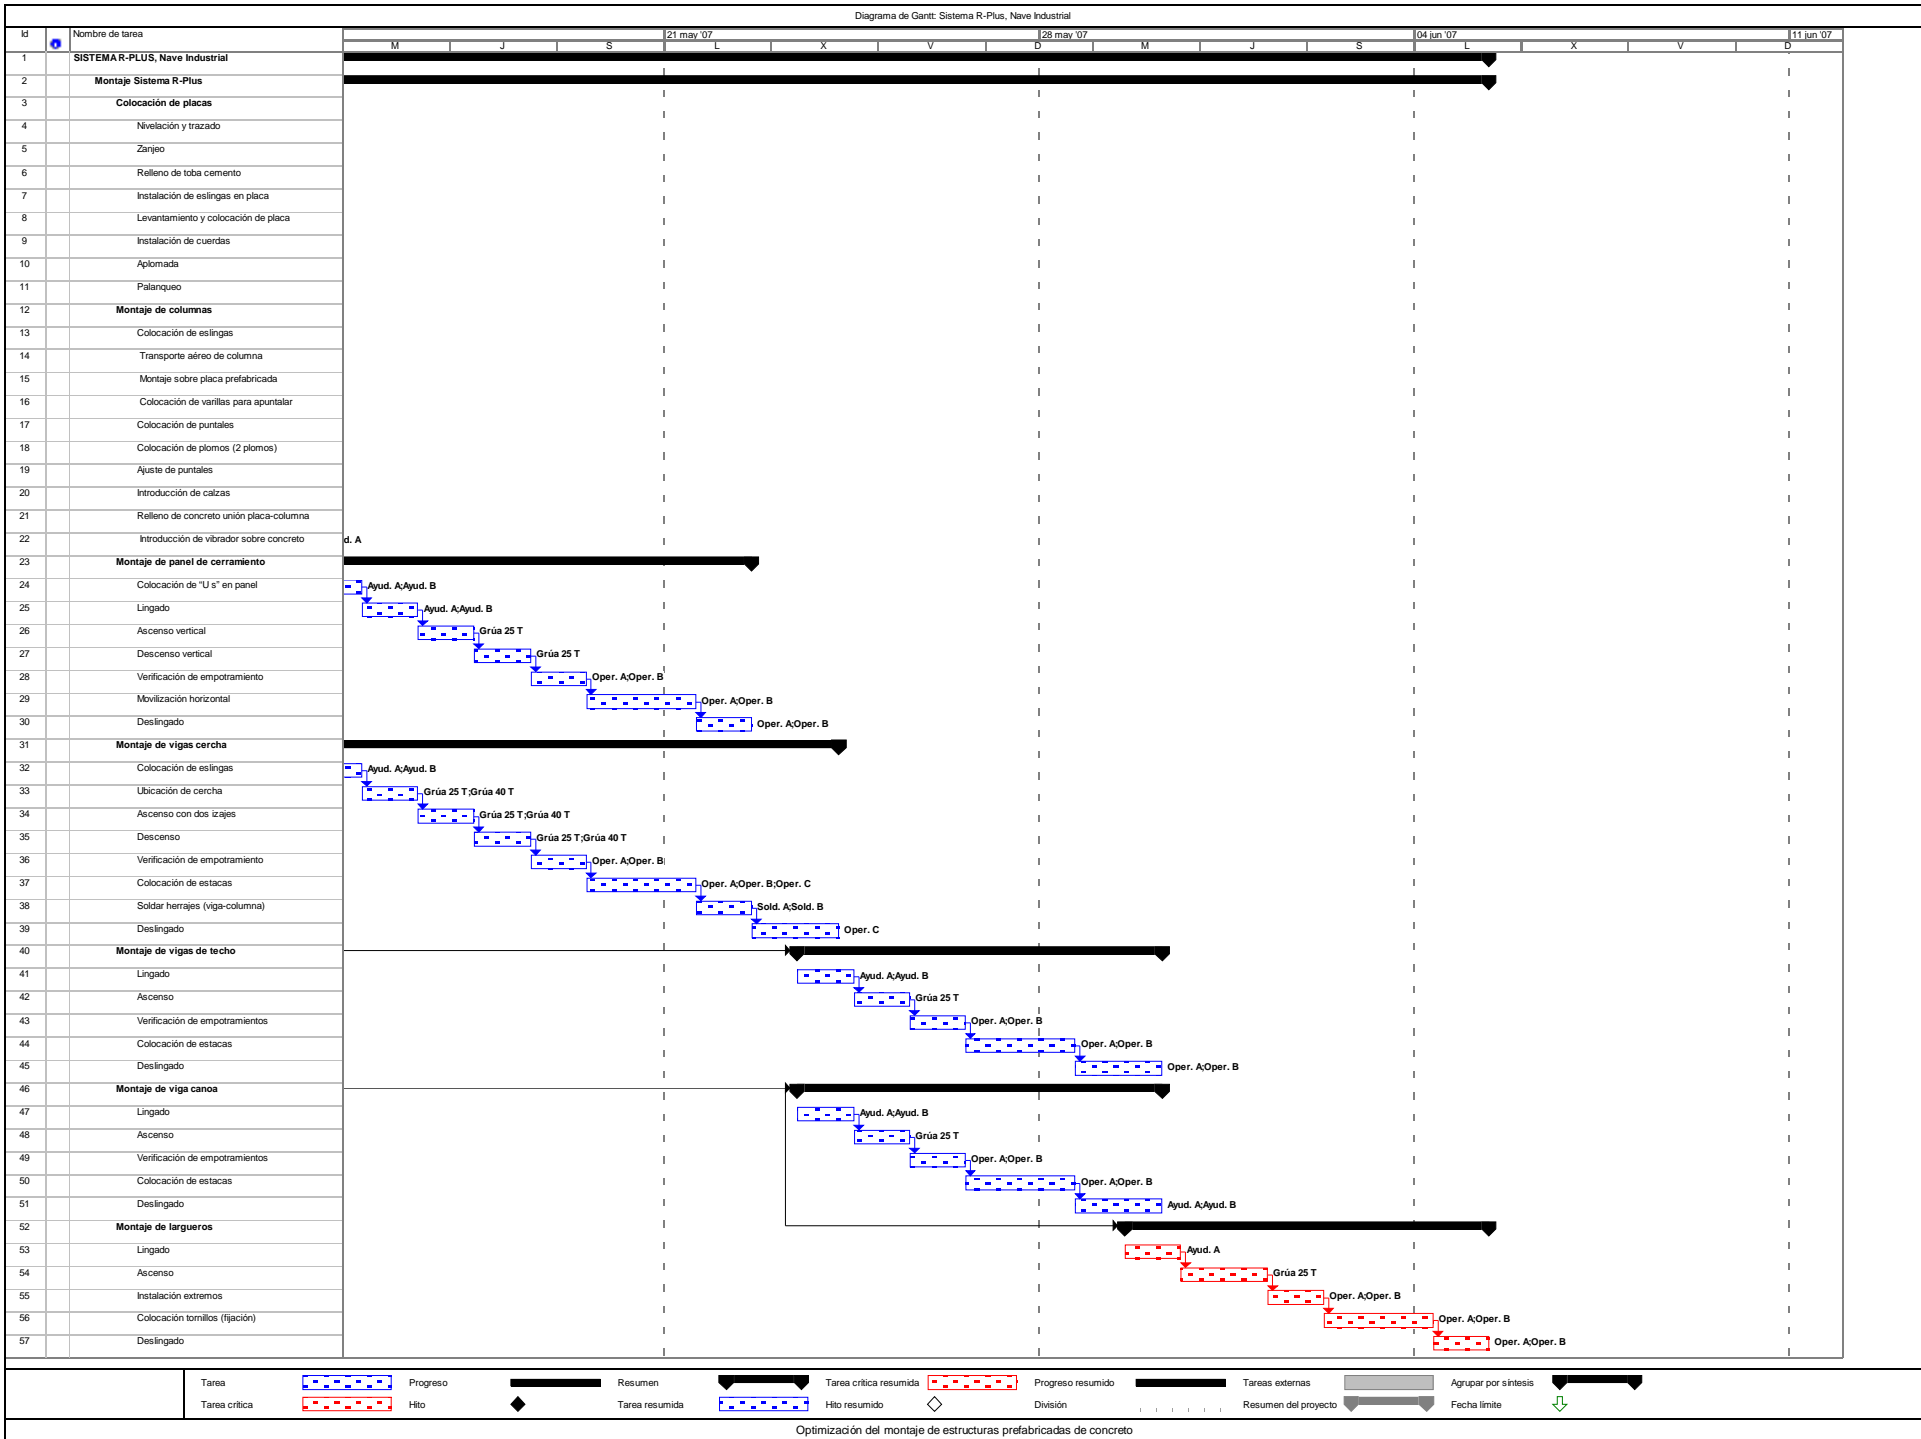 Diagrama de Gantt: Sistema R-Plus, Nave Industrial
Id Nombre de tarea 21 may '07 28 may '07 04 jun '07 11 jun '07
M J S L X V D M J S L X V D
1 SISTEMA R-PLUS, Nave Industrial
2 Montaje Sistema R-Plus
3 Colocación de placas
4 Nivelación y trazado
5 Zanjeo
6 Relleno de toba cemento
7 Instalación de eslingas en placa
8 Levantamiento y colocación de placa
9 Instalación de cuerdas
10 Aplomada
11 Palanqueo
12 Montaje de columnas
13 Colocación de eslingas
14 Transporte aéreo de columna
15 Montaje sobre placa prefabricada
16 Colocación de varillas para apuntalar
17 Colocación de puntales
18 Colocación de plomos (2 plomos)
19 Ajuste de puntales
20 Introducción de calzas
21 Relleno de concreto unión placa-columna
22 Introducción de vibrador sobre concreto d. A
23 Montaje de panel de cerramiento
24 Colocación de “U s” en panel Ayud. A;Ayud. B
25 Lingado Ayud. A;Ayud. B
26 Ascenso vertical Grúa 25 T
27 Descenso vertical Grúa 25 T
28 Verificación de empotramiento Oper. A;Oper. B
29 Movilización horizontal Oper. A;Oper. B
30 Deslingado Oper. A;Oper. B
31 Montaje de vigas cercha
32 Colocación de eslingas Ayud. A;Ayud. B
33 Ubicación de cercha Grúa 25 T;Grúa 40 T
34 Ascenso con dos izajes Grúa 25 T;Grúa 40 T
35 Descenso Grúa 25 T;Grúa 40 T
36 Verificación de empotramiento Oper. A;Oper. B
37 Colocación de estacas Oper. A;Oper. B;Oper. C
38 Soldar herrajes (viga-columna) Sold. A;Sold. B
39 Deslingado Oper. C
40 Montaje de vigas de techo
41 Lingado Ayud. A;Ayud. B
42 Ascenso Grúa 25 T
43 Verificación de empotramientos Oper. A;Oper. B
44 Colocación de estacas Oper. A;Oper. B
45 Deslingado Oper. A;Oper. B
46 Montaje de viga canoa
47 Lingado Ayud. A;Ayud. B
48 Ascenso Grúa 25 T
49 Verificación de empotramientos Oper. A;Oper. B
50 Colocación de estacas Oper. A;Oper. B
51 Deslingado Ayud. A;Ayud. B
52 Montaje de largueros
53 Lingado Ayud. A
54 Ascenso Grúa 25 T
55 Instalación extremos Oper. A;Oper. B
56 Colocación tornillos (fijación) Oper. A;Oper. B
57 Deslingado Oper. A;Oper. B
Tarea Progreso Resumen Tarea crítica resumida Progreso resumido Tareas externas Agrupar por síntesis
Tarea crítica Hito Tarea resumida Hito resumido División Resumen del proyecto Fecha límite
Optimización del montaje de estructuras prefabricadas de concreto